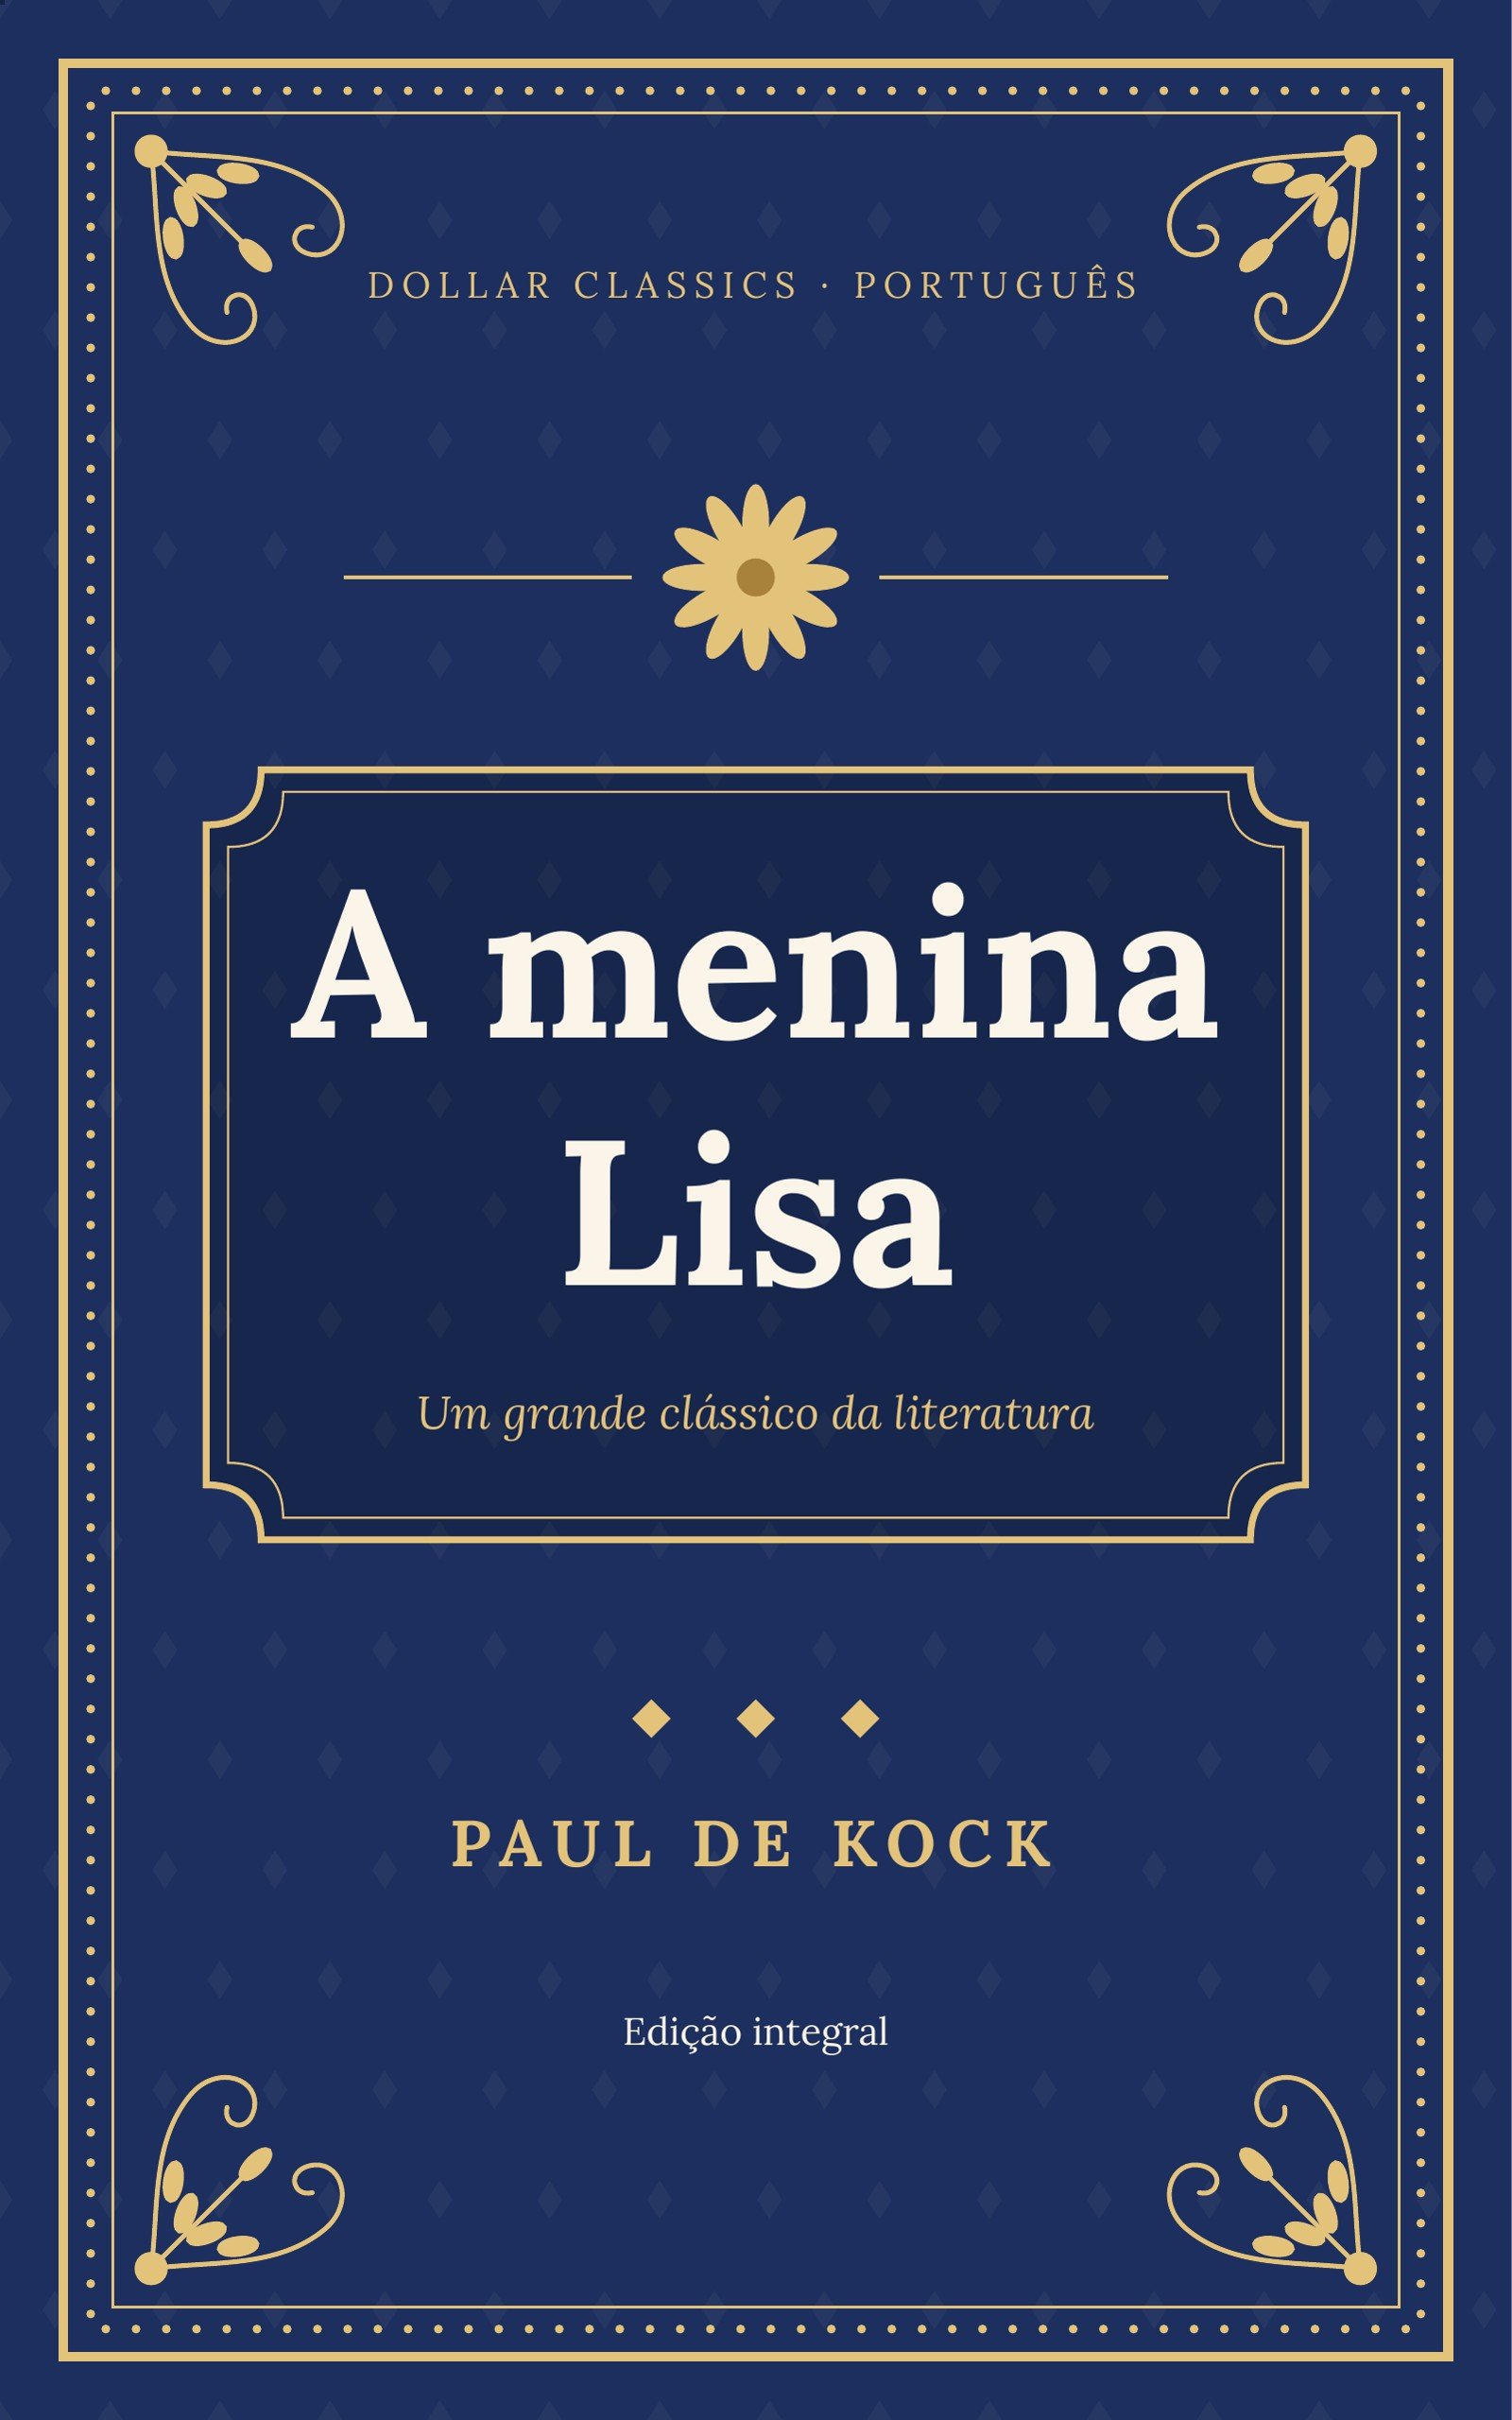 DOLLAR CLASSICS · PORTUGUÊS
A menina
Lisa
Um grande clássico da literatura
PAUL DE KOCK
Edição integral